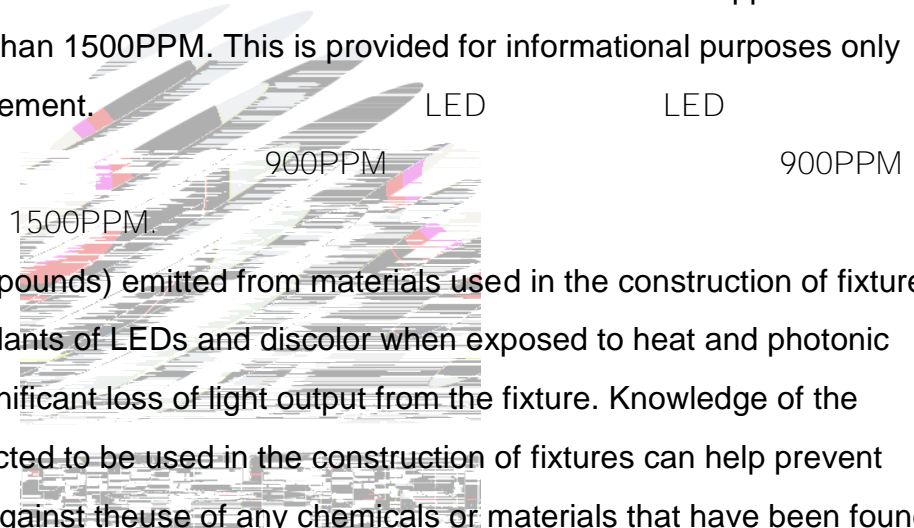 han 1500PPM. This is provided for informational purposes only
ement. LED LED
900PPM 900PPM
1500PPM.
pounds) emitted from materials used in the construction of fixture
lants of LEDs and discolor when exposed to heat and photonic
nificant loss of light output from the fixture. Knowledge of the
cted to be used in the construction of fixtures can help prevent
against theuse of any chemicals or materials that have been found